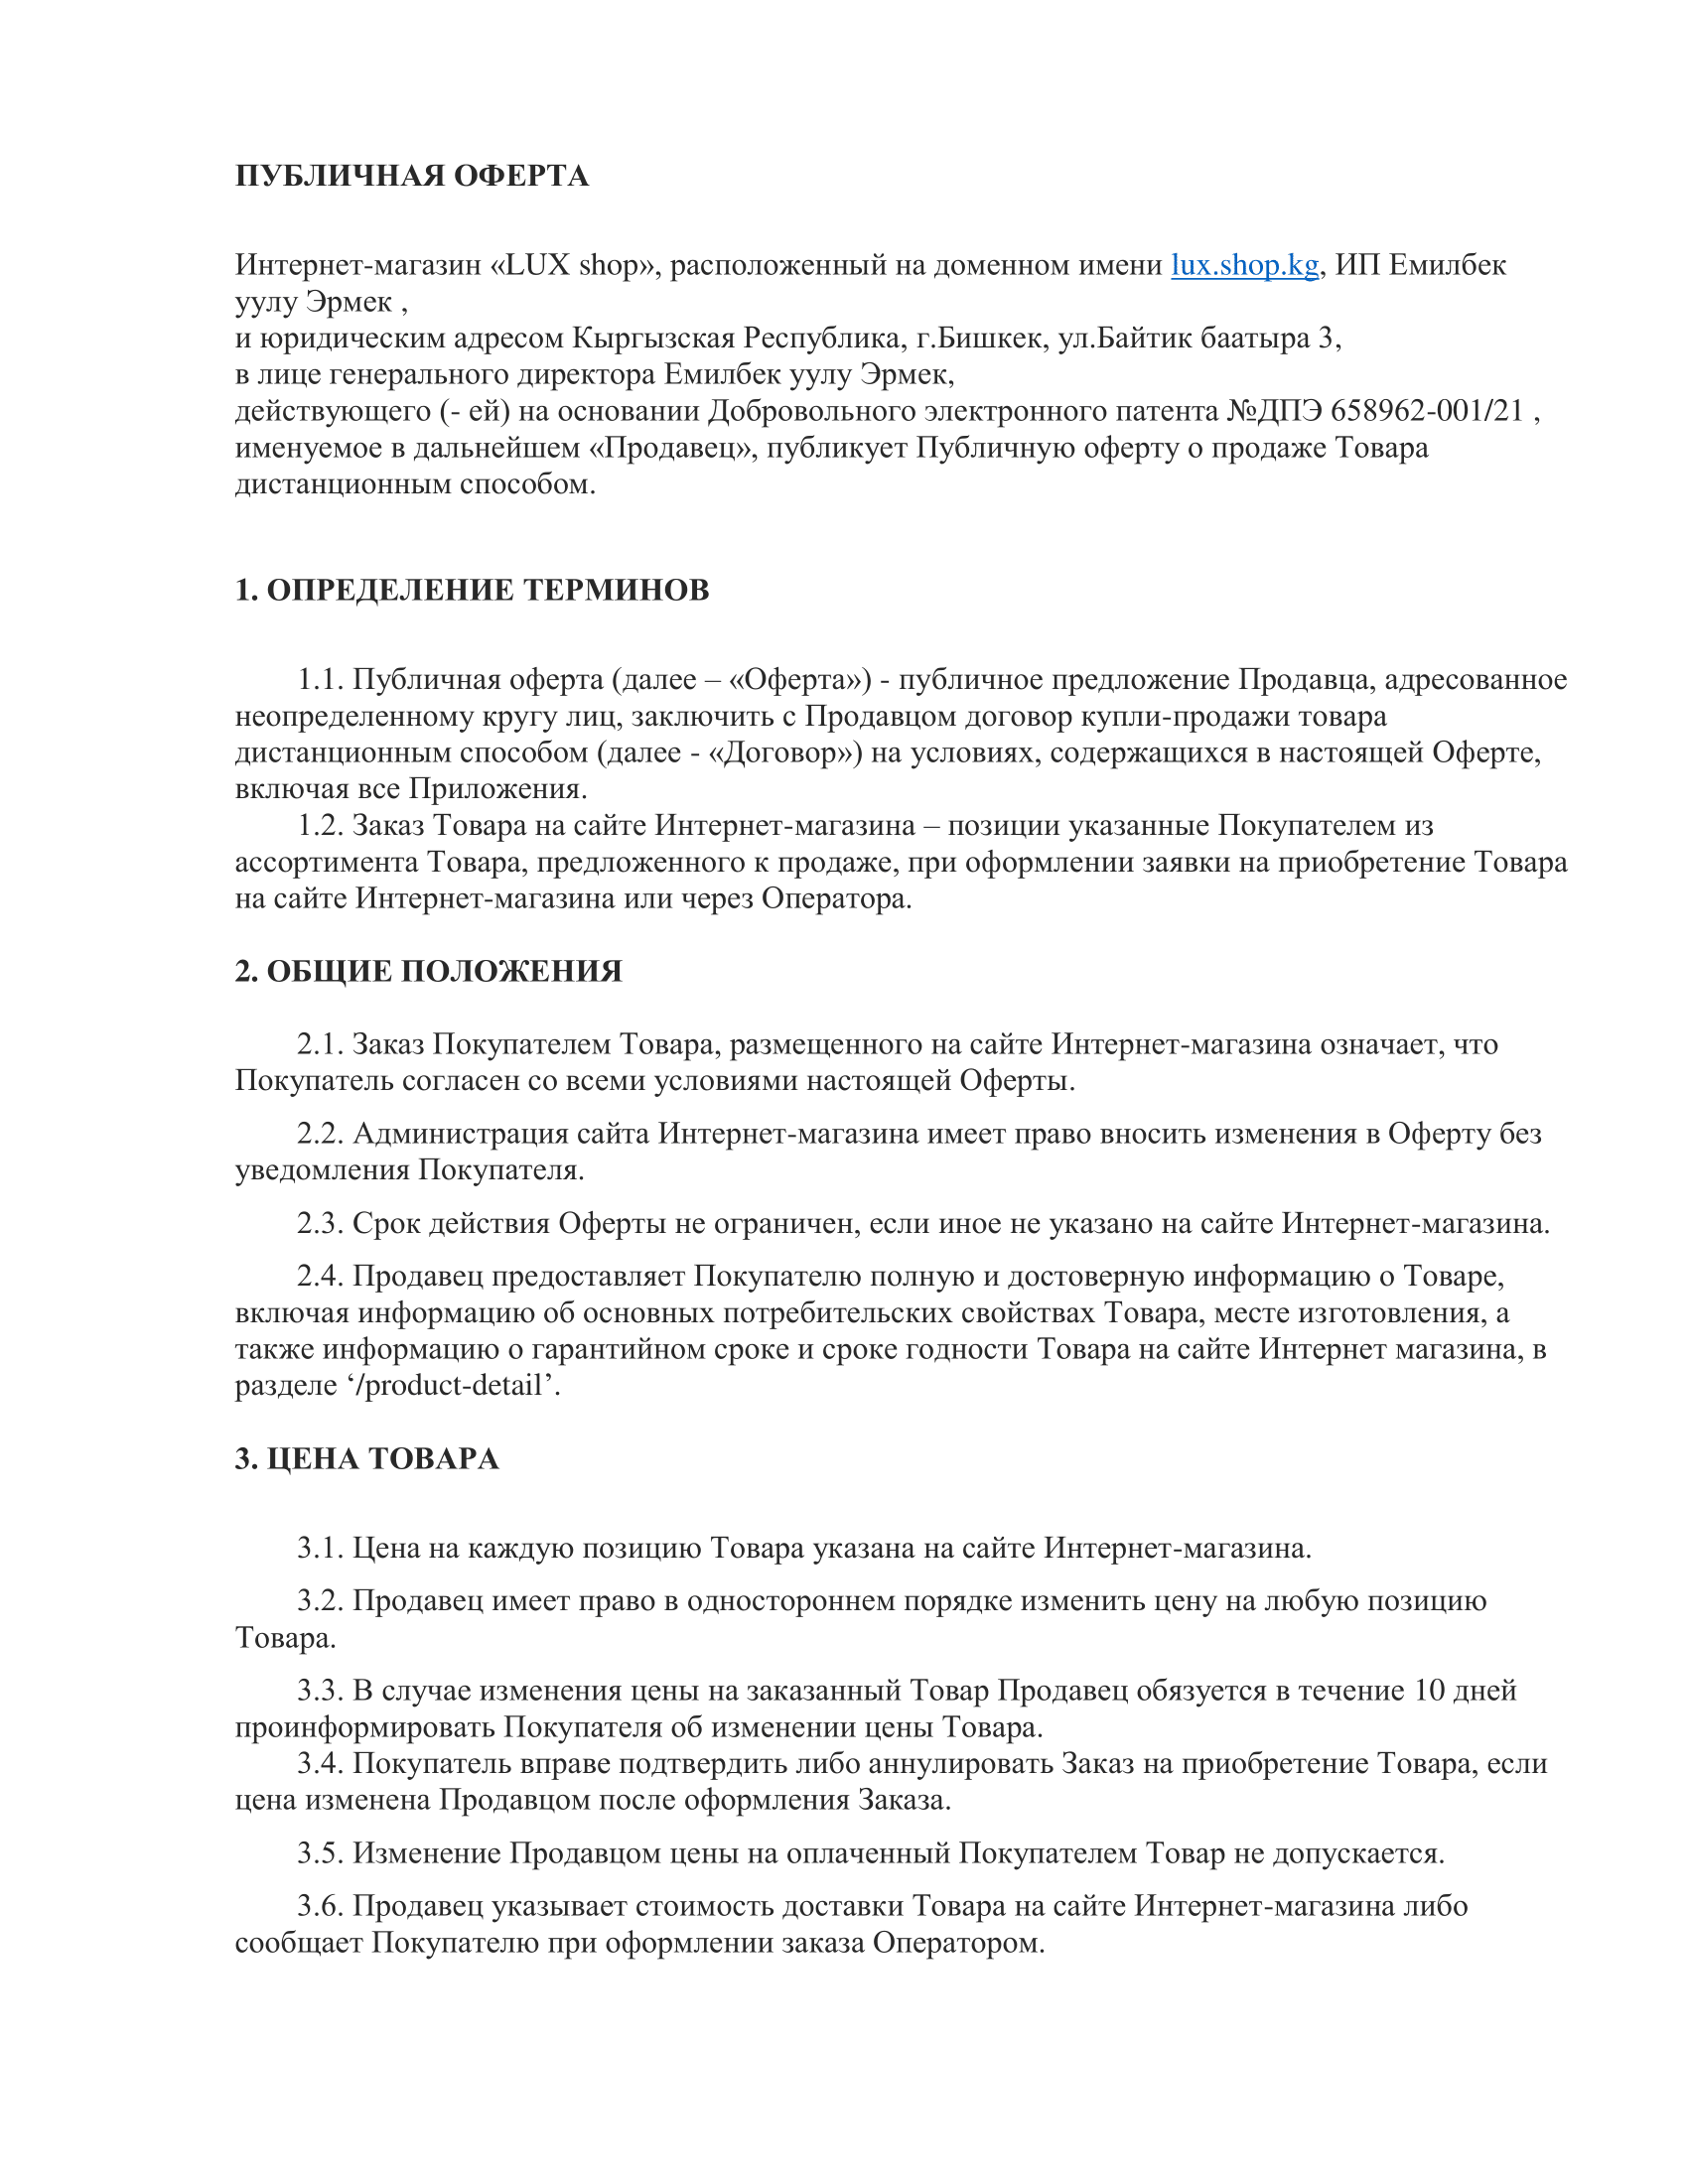 ПУБЛИЧНАЯ ОФЕРТА
Интернет-магазин «LUX shop», расположенный на доменном имени lux.shop.kg, ИП Емилбек
уулу Эрмек ,
и юридическим адресом Кыргызская Республика, г.Бишкек, ул.Байтик баатыра 3,
в лице генерального директора Емилбек уулу Эрмек,
действующего (- ей) на основании Добровольного электронного патента №ДПЭ 658962-001/21 ,
именуемое в дальнейшем «Продавец», публикует Публичную оферту о продаже Товара
дистанционным способом.
1. ОПРЕДЕЛЕНИЕ ТЕРМИНОВ
1.1. Публичная оферта (далее – «Оферта») - публичное предложение Продавца, адресованное
неопределенному кругу лиц, заключить с Продавцом договор купли-продажи товара
дистанционным способом (далее - «Договор») на условиях, содержащихся в настоящей Оферте,
включая все Приложения.
1.2. Заказ Товара на сайте Интернет-магазина – позиции указанные Покупателем из
ассортимента Товара, предложенного к продаже, при оформлении заявки на приобретение Товара
на сайте Интернет-магазина или через Оператора.
2. ОБЩИЕ ПОЛОЖЕНИЯ
2.1. Заказ Покупателем Товара, размещенного на сайте Интернет-магазина означает, что
Покупатель согласен со всеми условиями настоящей Оферты.
2.2. Администрация сайта Интернет-магазина имеет право вносить изменения в Оферту без
уведомления Покупателя.
2.3. Срок действия Оферты не ограничен, если иное не указано на сайте Интернет-магазина.
2.4. Продавец предоставляет Покупателю полную и достоверную информацию о Товаре,
включая информацию об основных потребительских свойствах Товара, месте изготовления, а
также информацию о гарантийном сроке и сроке годности Товара на сайте Интернет магазина, в
разделе ‘/product-detail’.
3. ЦЕНА ТОВАРА
3.1. Цена на каждую позицию Товара указана на сайте Интернет-магазина.
3.2. Продавец имеет право в одностороннем порядке изменить цену на любую позицию
Товара.
3.3. В случае изменения цены на заказанный Товар Продавец обязуется в течение 10 дней
проинформировать Покупателя об изменении цены Товара.
3.4. Покупатель вправе подтвердить либо аннулировать Заказ на приобретение Товара, если
цена изменена Продавцом после оформления Заказа.
3.5. Изменение Продавцом цены на оплаченный Покупателем Товар не допускается.
3.6. Продавец указывает стоимость доставки Товара на сайте Интернет-магазина либо
сообщает Покупателю при оформлении заказа Оператором.